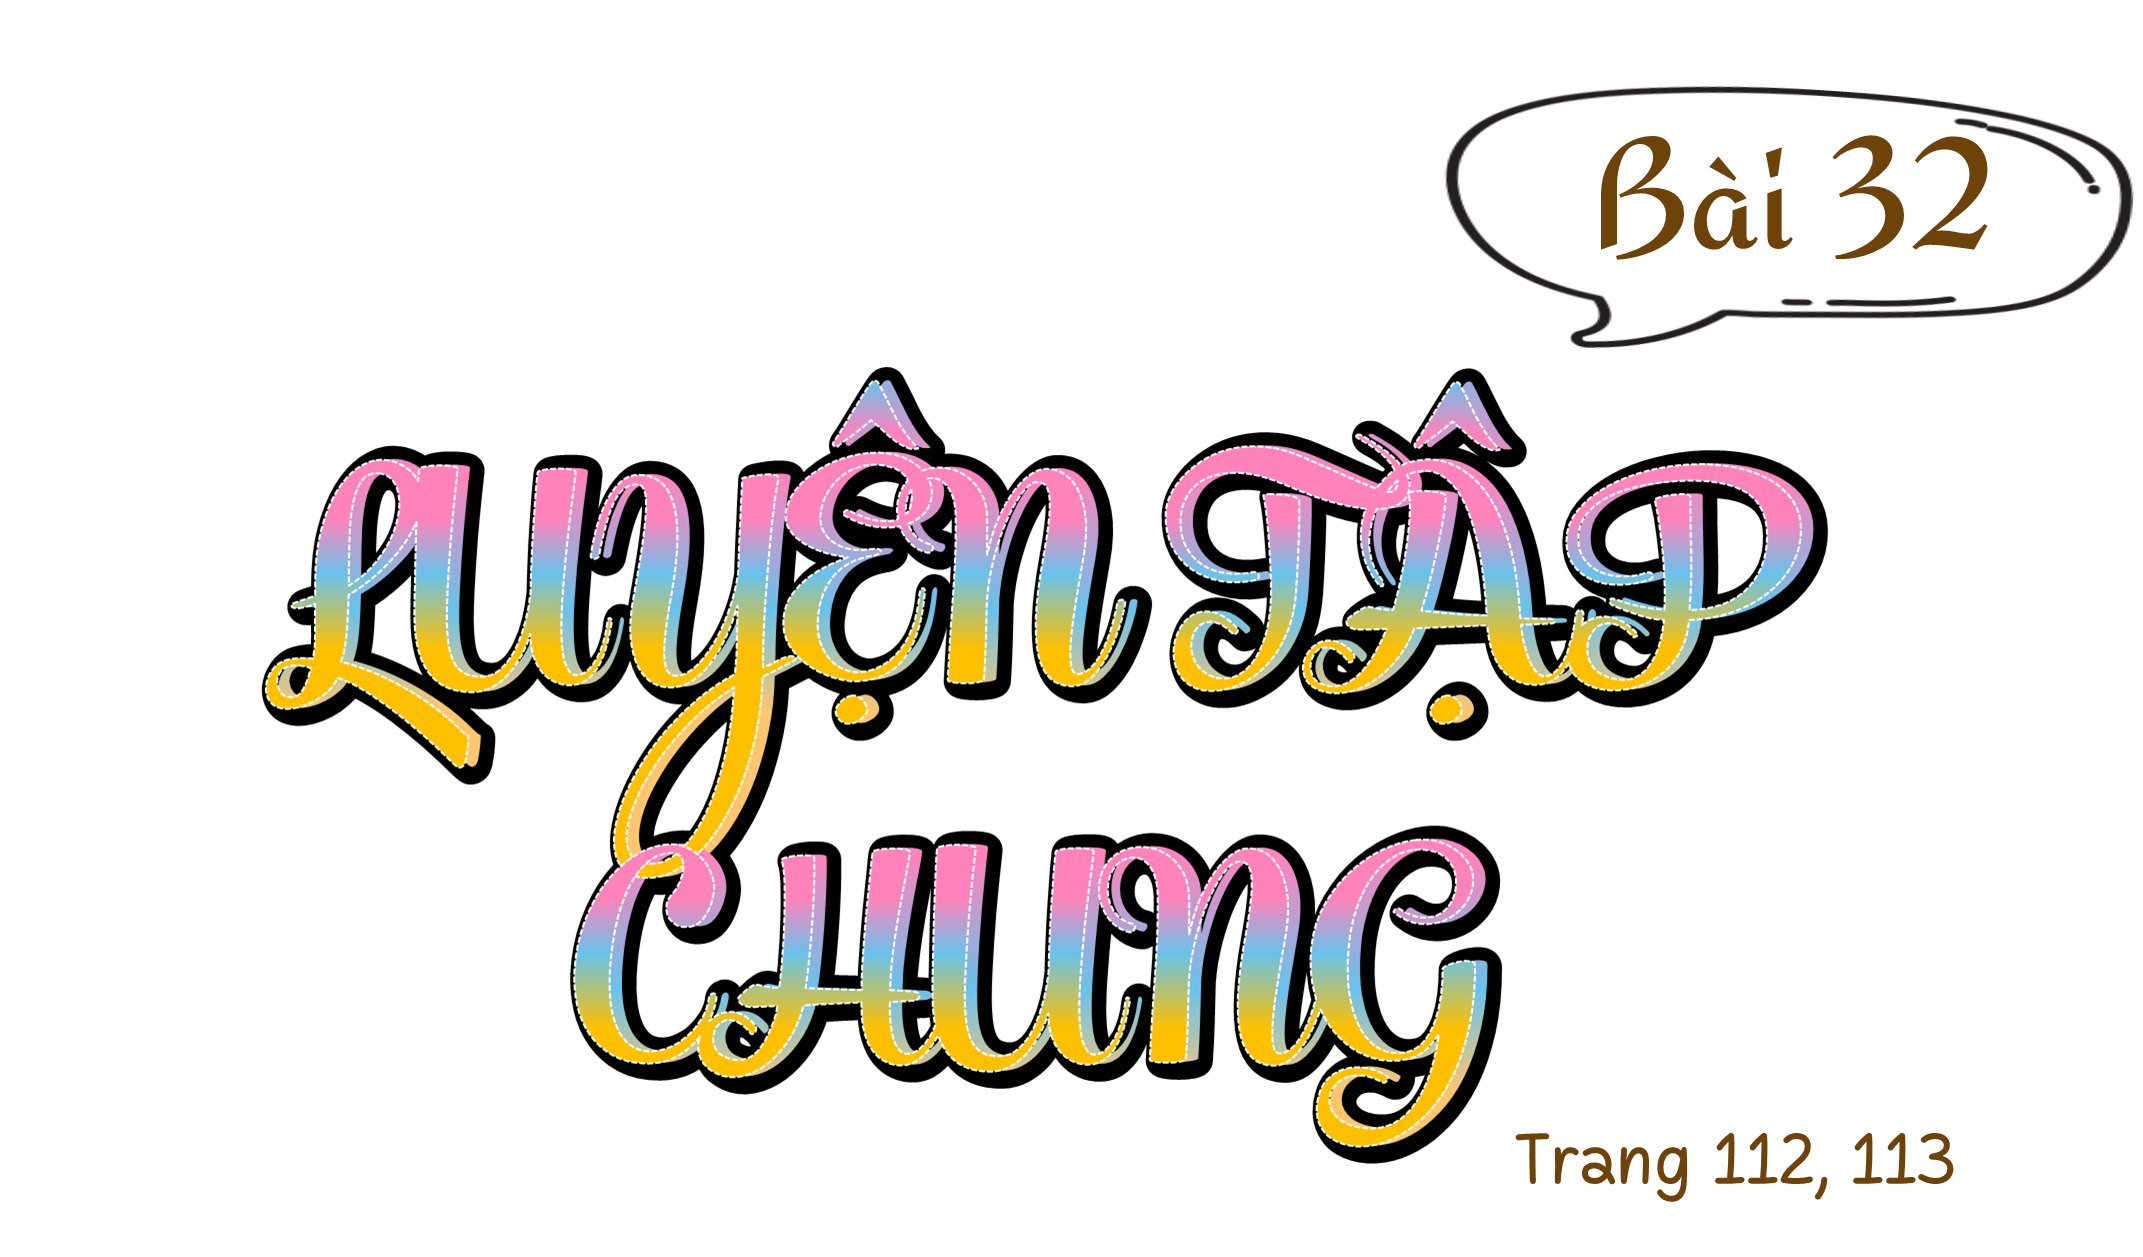 Bài 32
LUYỆN TẬP
CHUNG
Trang 112, 113